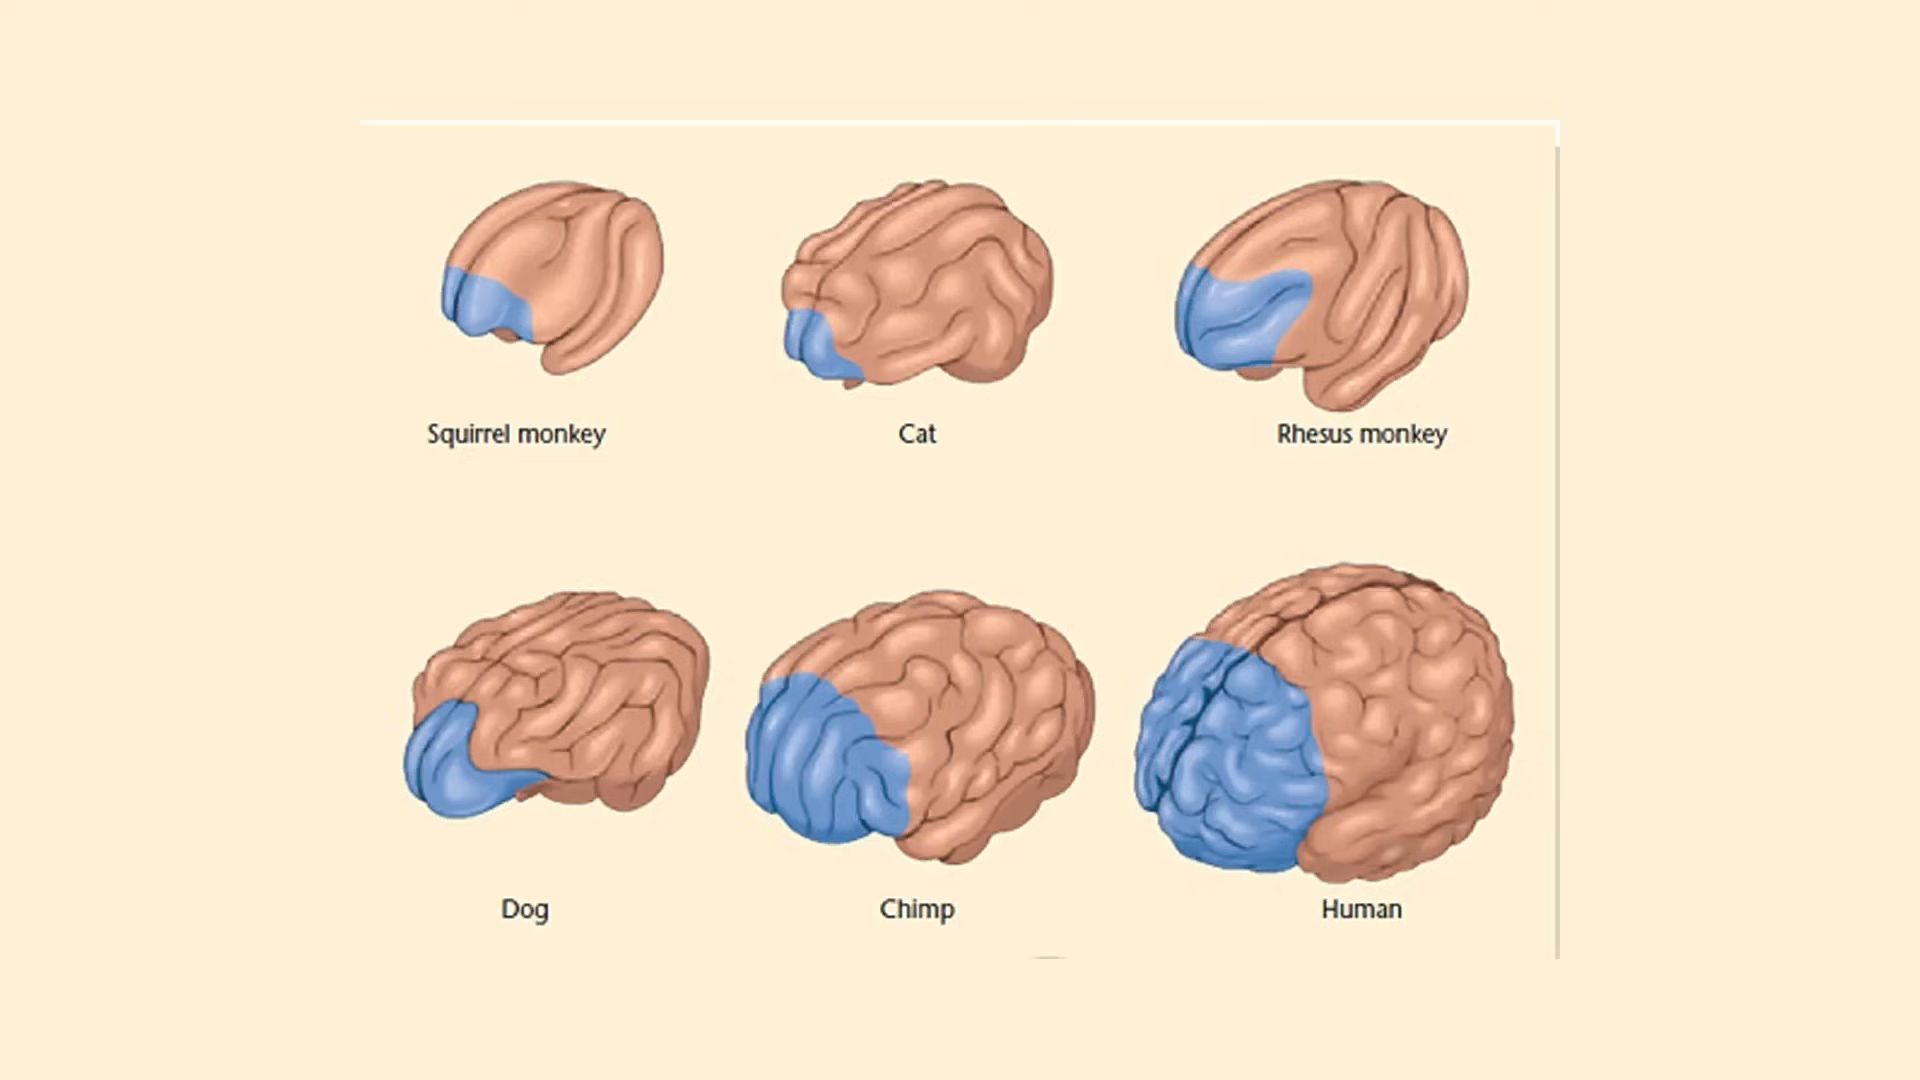 Squirrel monkey
Cat
Rhesus monkey
Dog
Chimp
Human